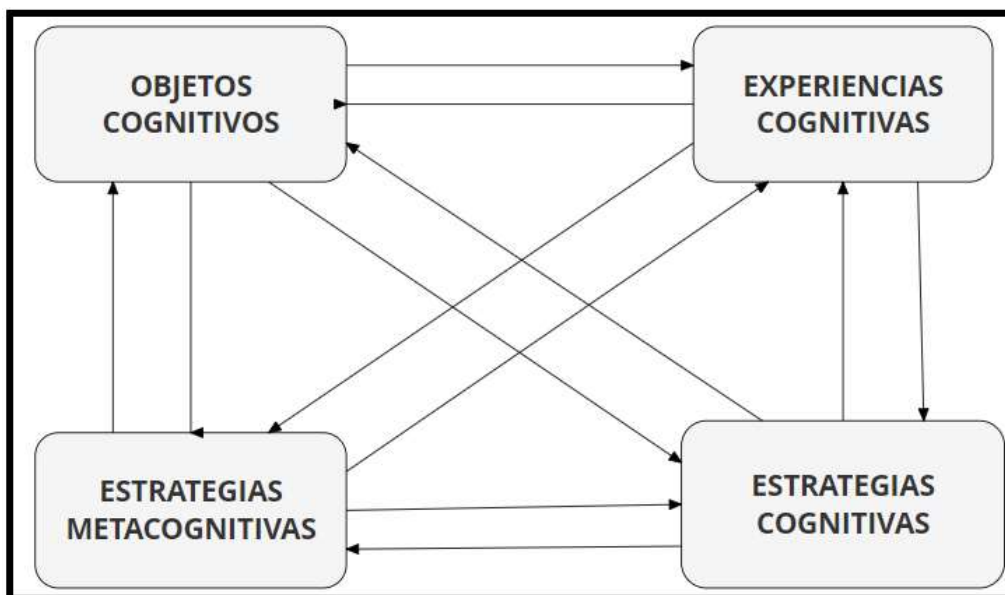 OBJETOS
COGNITIVOS
EXPERIENCIAS
COGNITIVAS
ESTRATEGIAS
METACOGNITIVAS
ESTRATEGIAS
COGNITIVAS